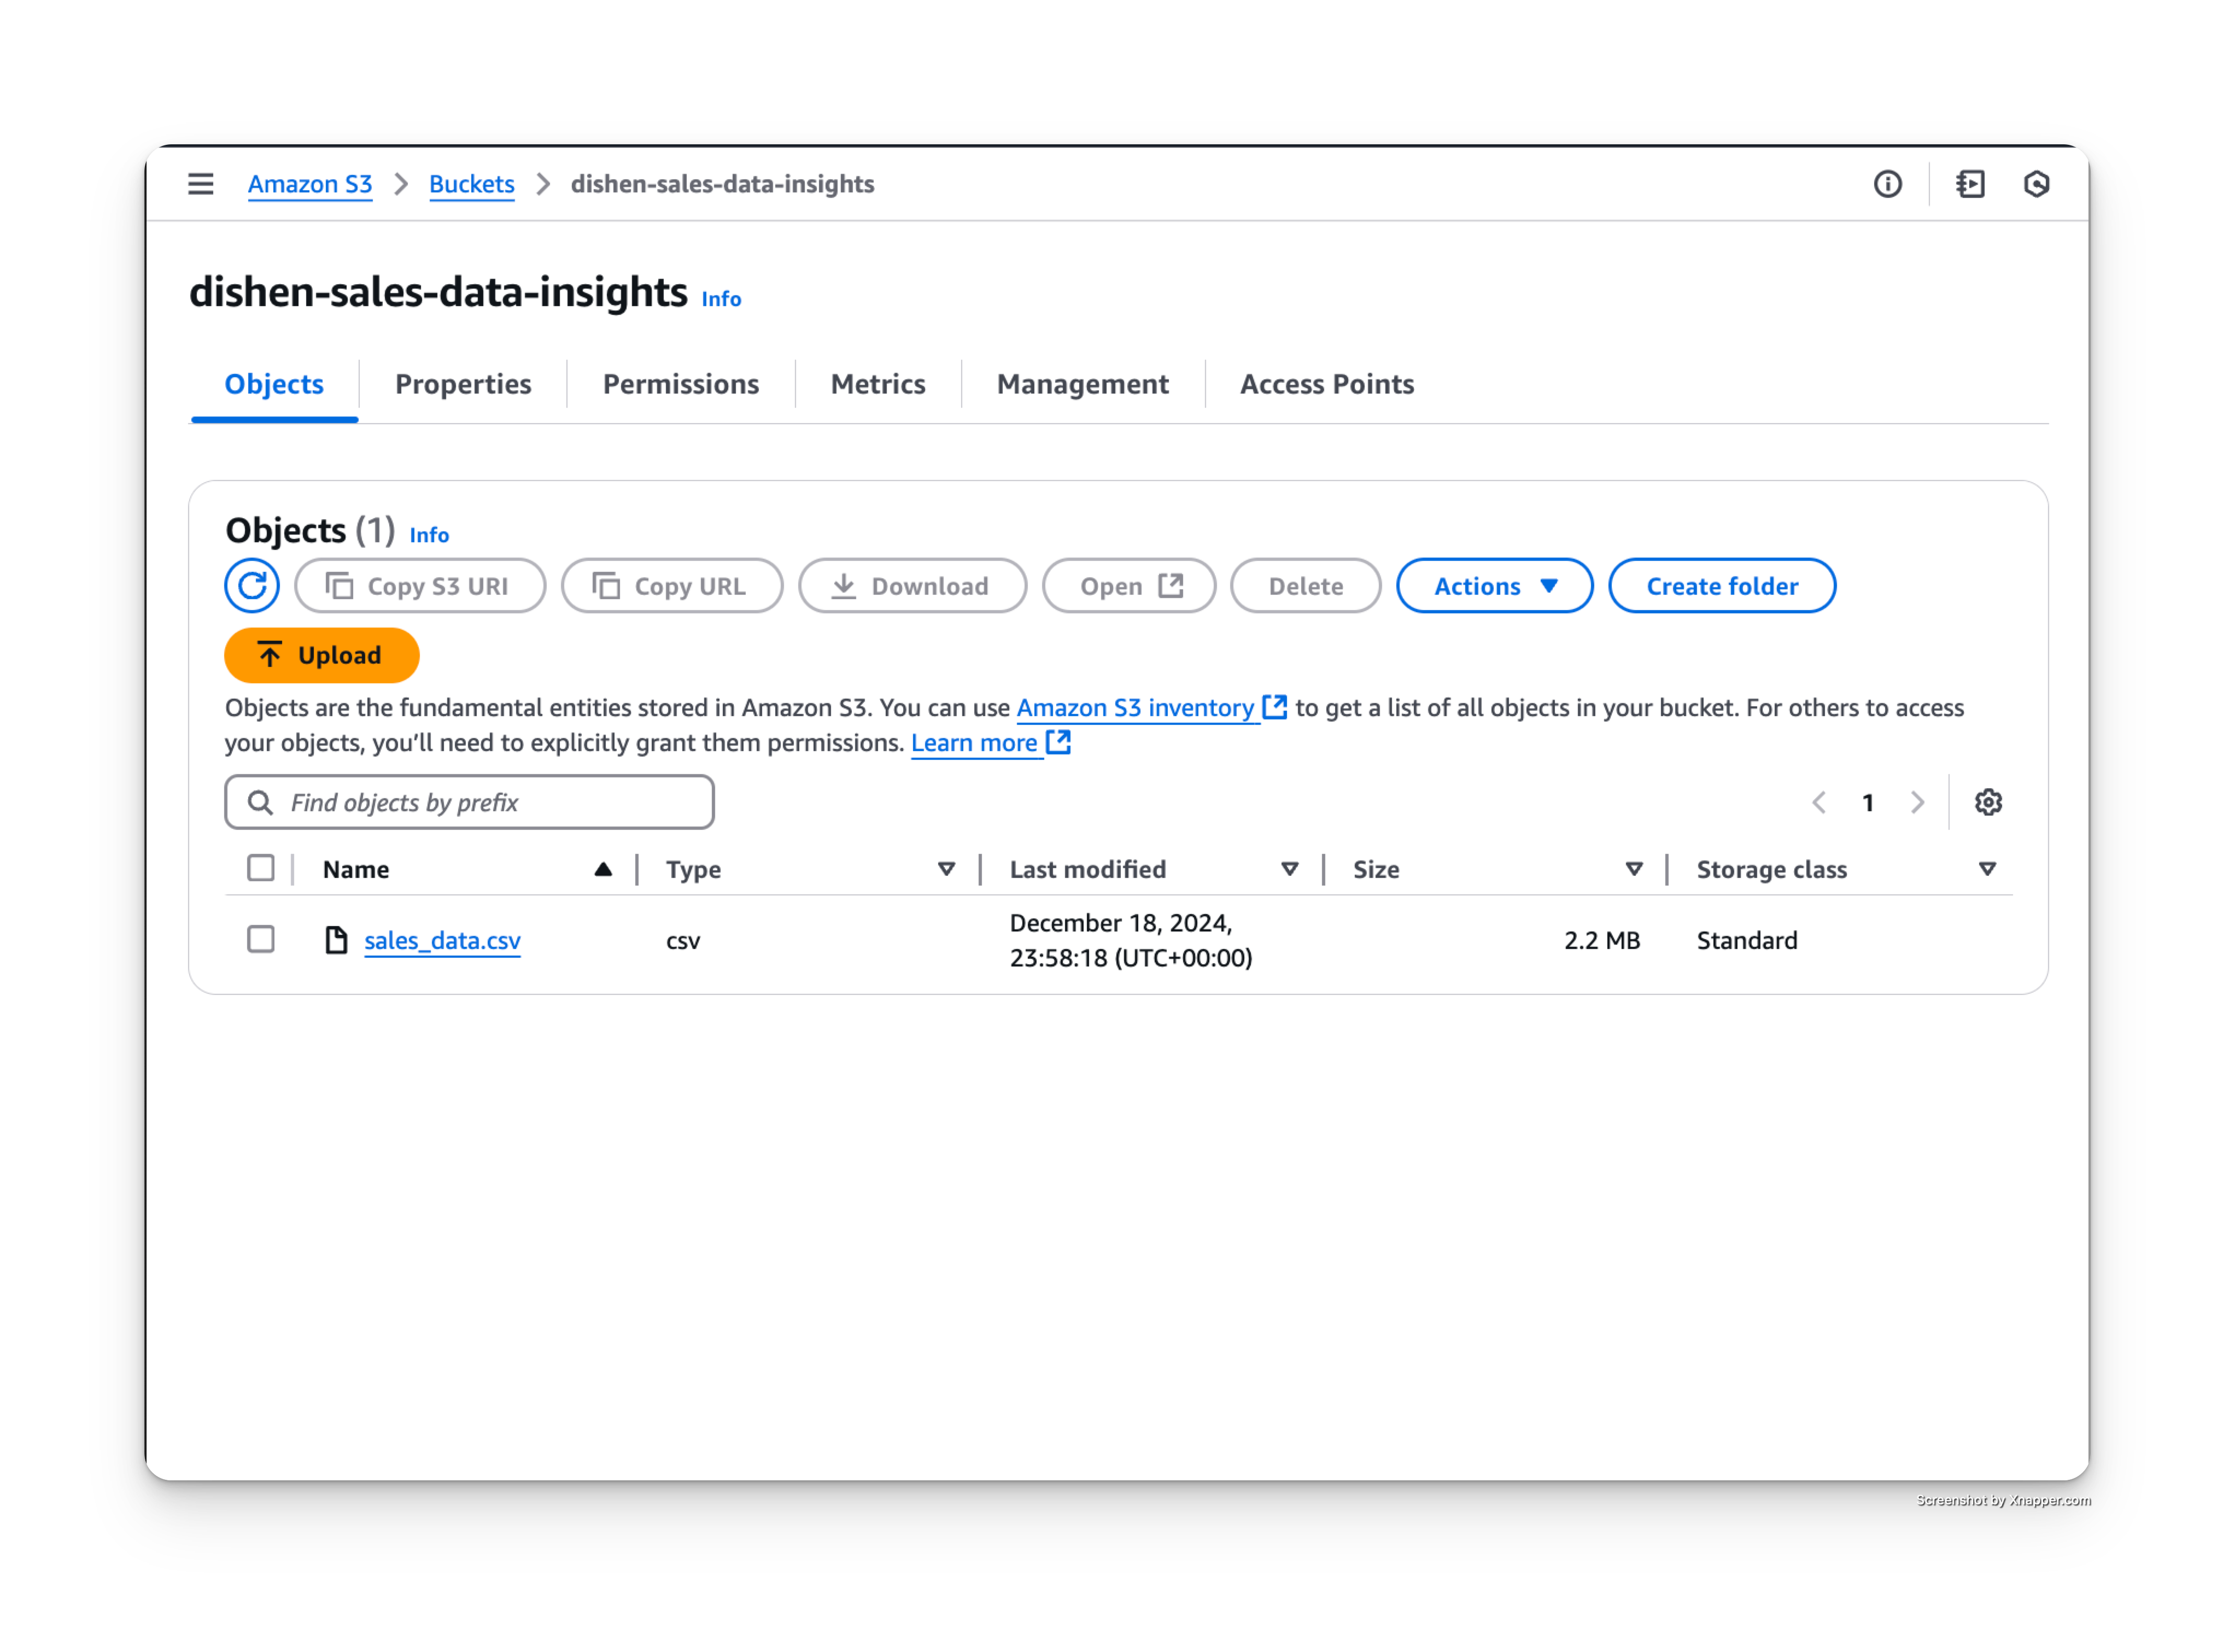 Amazon S3 > Buckets > dishen-sales-data-insights
dishen-sales-data-insights Info
Objects Properties Permissions Metrics Management Access Points
Objects (1) Info
Copy S3 URI Copy URL Download Open Delete Actions Create folder
Upload
Objects are the fundamental entities stored in Amazon S3. You can use Amazon S3 inventory to get a list of all objects in your bucket. For others to access
your objects, you’ll need to explicitly grant them permissions. Learn more
Find objects by prefix 1
Name Type Last modified Size Storage class
sales_data.csv csv December 18, 2024, 2.2 MB Standard
23:58:18 (UTC+00:00)
Screenshot by Xnapper.com